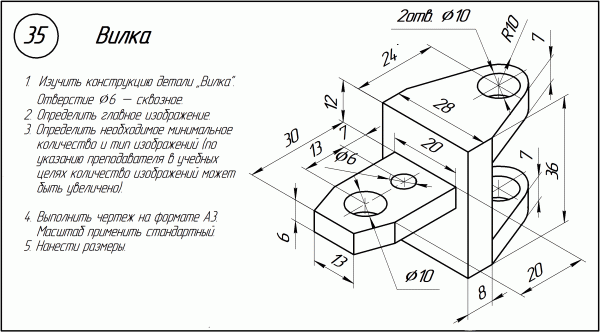 35
Вилка
1. Изучить конструкцию детали „Вилка".
Отверстие Ø6 — сквозное.
2. Определить главное изображение.
3. Определить необходимое минимальное
количество и тип изображений (по
указанию преподавателя в учебных
целях количество изображений может
быть увеличено).
4. Выполнить чертеж на формате А3.
Масштаб применить стандартный.
5. Нанести размеры.
2отв. Ø10
R10
7
24
12
28
30
7
20
13
Ø6
7
36
6
13
Ø10
8
20